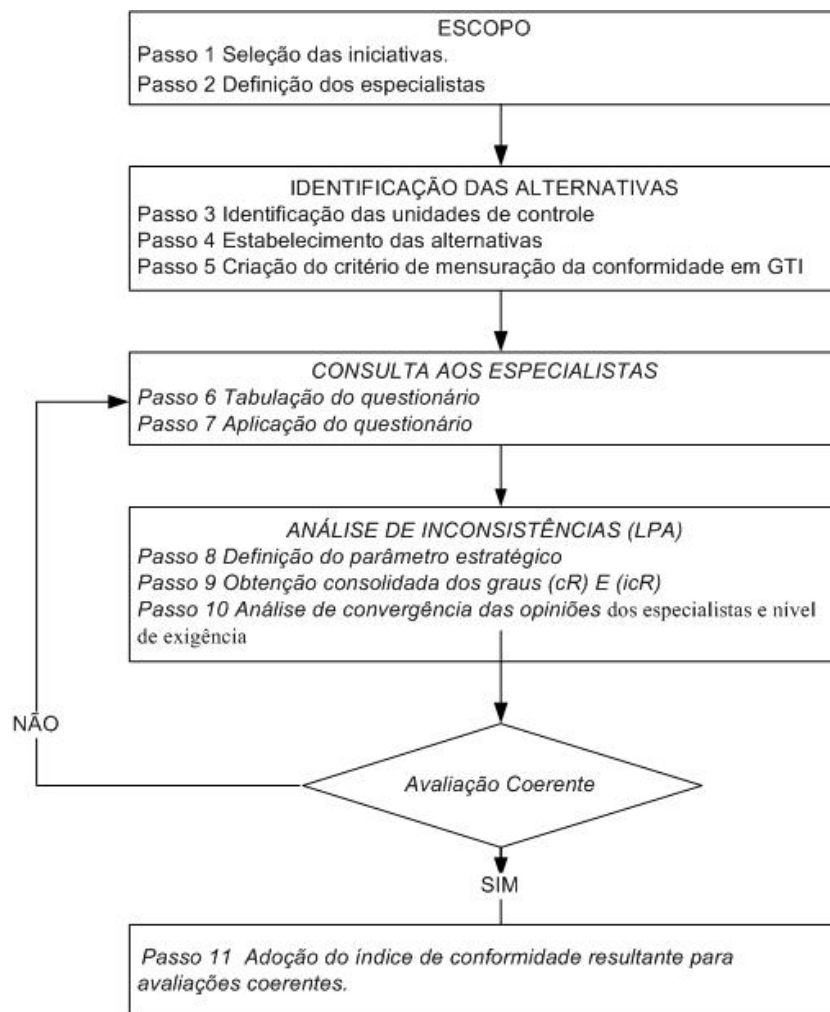 ESCOPO
Passo 1 Seleção das iniciativas.
Passo 2 Definição dos especialistas
IDENTIFICAÇÃO DAS ALTERNATIVAS
Passo 3 Identificação das unidades de controle
Passo 4 Estabelecimento das alternativas
Passo 5 Criação do critério de mensuração da conformidade em GTI
CONSULTA AOS ESPECIALISTAS
Passo 6 Tabulação do questionário
Passo 7 Aplicação do questionário
ANÁLISE DE INCONSISTÊNCIAS (LPA)
Passo 8 Definição do parâmetro estratégico
Passo 9 Obtenção consolidada dos graus (cR) E (icR)
Passo 10 Análise de convergência das opiniões dos especialistas e nivel
de exigência
NÃO
Avaliação Coerente
SIM
Passo 11 Adoção do índice de conformidade resultante para
avaliações coerentes.